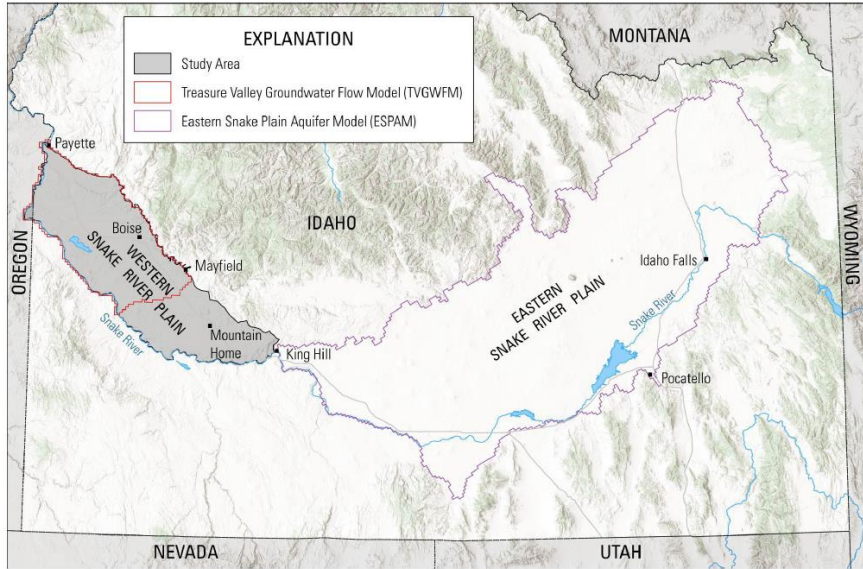 EXPLANATION
Study Area
Treasure Valley Groundwater Flow Model (TVGWFM)
Eastern Snake Plain Aquifer Model (ESPAM)
MONTANA
Payette
IDAHO
OREGON
WYOMING
Boise
WESTERN
SNAKE RIVER PLAIN
Mayfield
Idaho Falls
EASTERN
SNAKE RIVER PLAIN
Snake River
Snake River
Mountain
Home
King Hill
Pocatello
NEVADA
UTAH